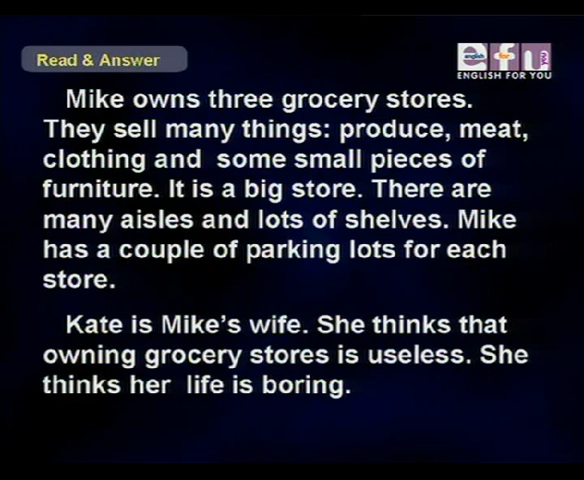 Read & Answer
english for you
ENGLISH FOR YOU
Mike owns three grocery stores.
They sell many things: produce, meat,
clothing and some small pieces of
furniture. It is a big store. There are
many aisles and lots of shelves. Mike
has a couple of parking lots for each
store.
Kate is Mike's wife. She thinks that
owning grocery stores is useless. She
thinks her life is boring.